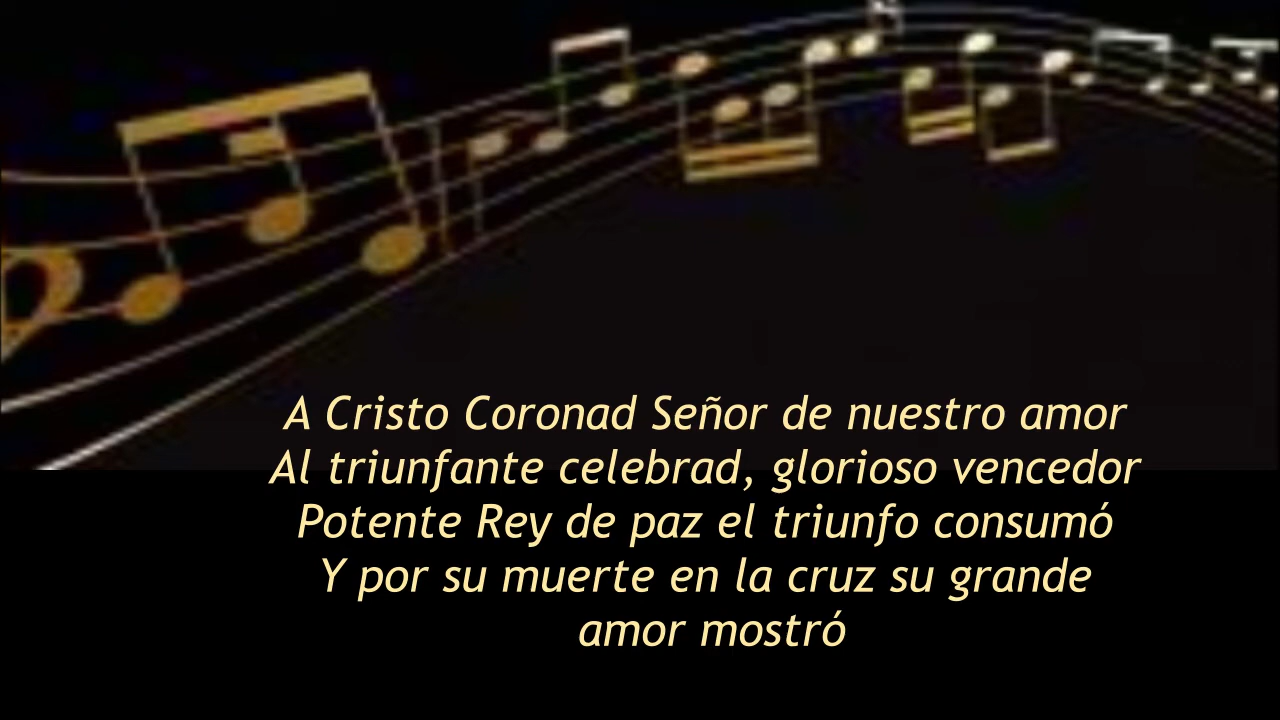 A Cristo Coronad Señor de nuestro amor
Al triunfante celebrad, glorioso vencedor
Potente Rey de paz el triunfo consumó
Y por su muerte en la cruz su grande
amor mostró